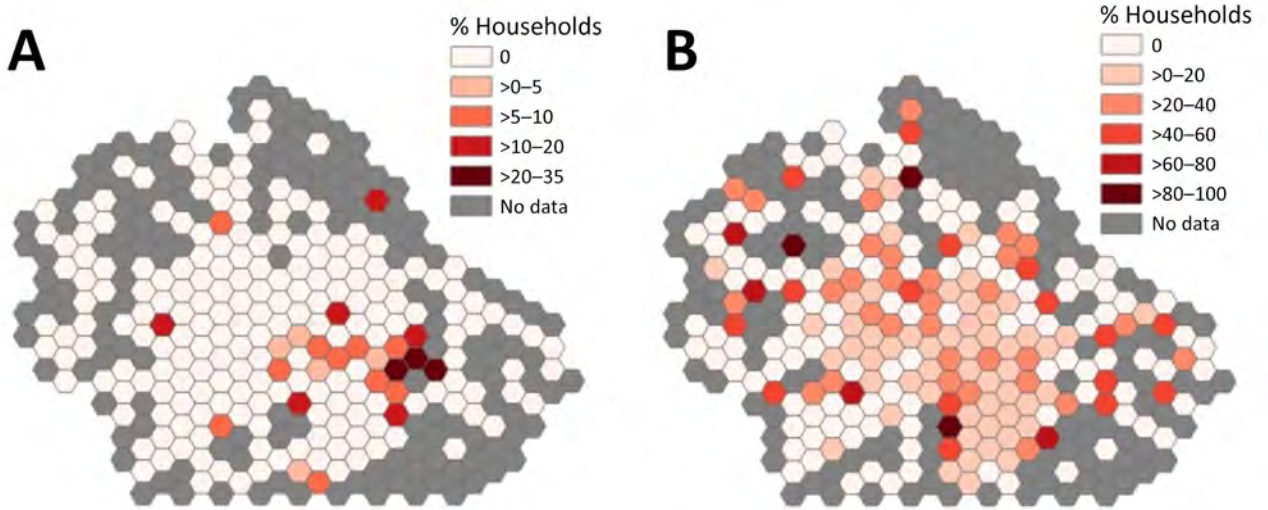 A
% Households
0
>0–5
>5–10
>10–20
>20–35
No data
B
% Households
0
>0–20
>20–40
>40–60
>60–80
>80–100
No data